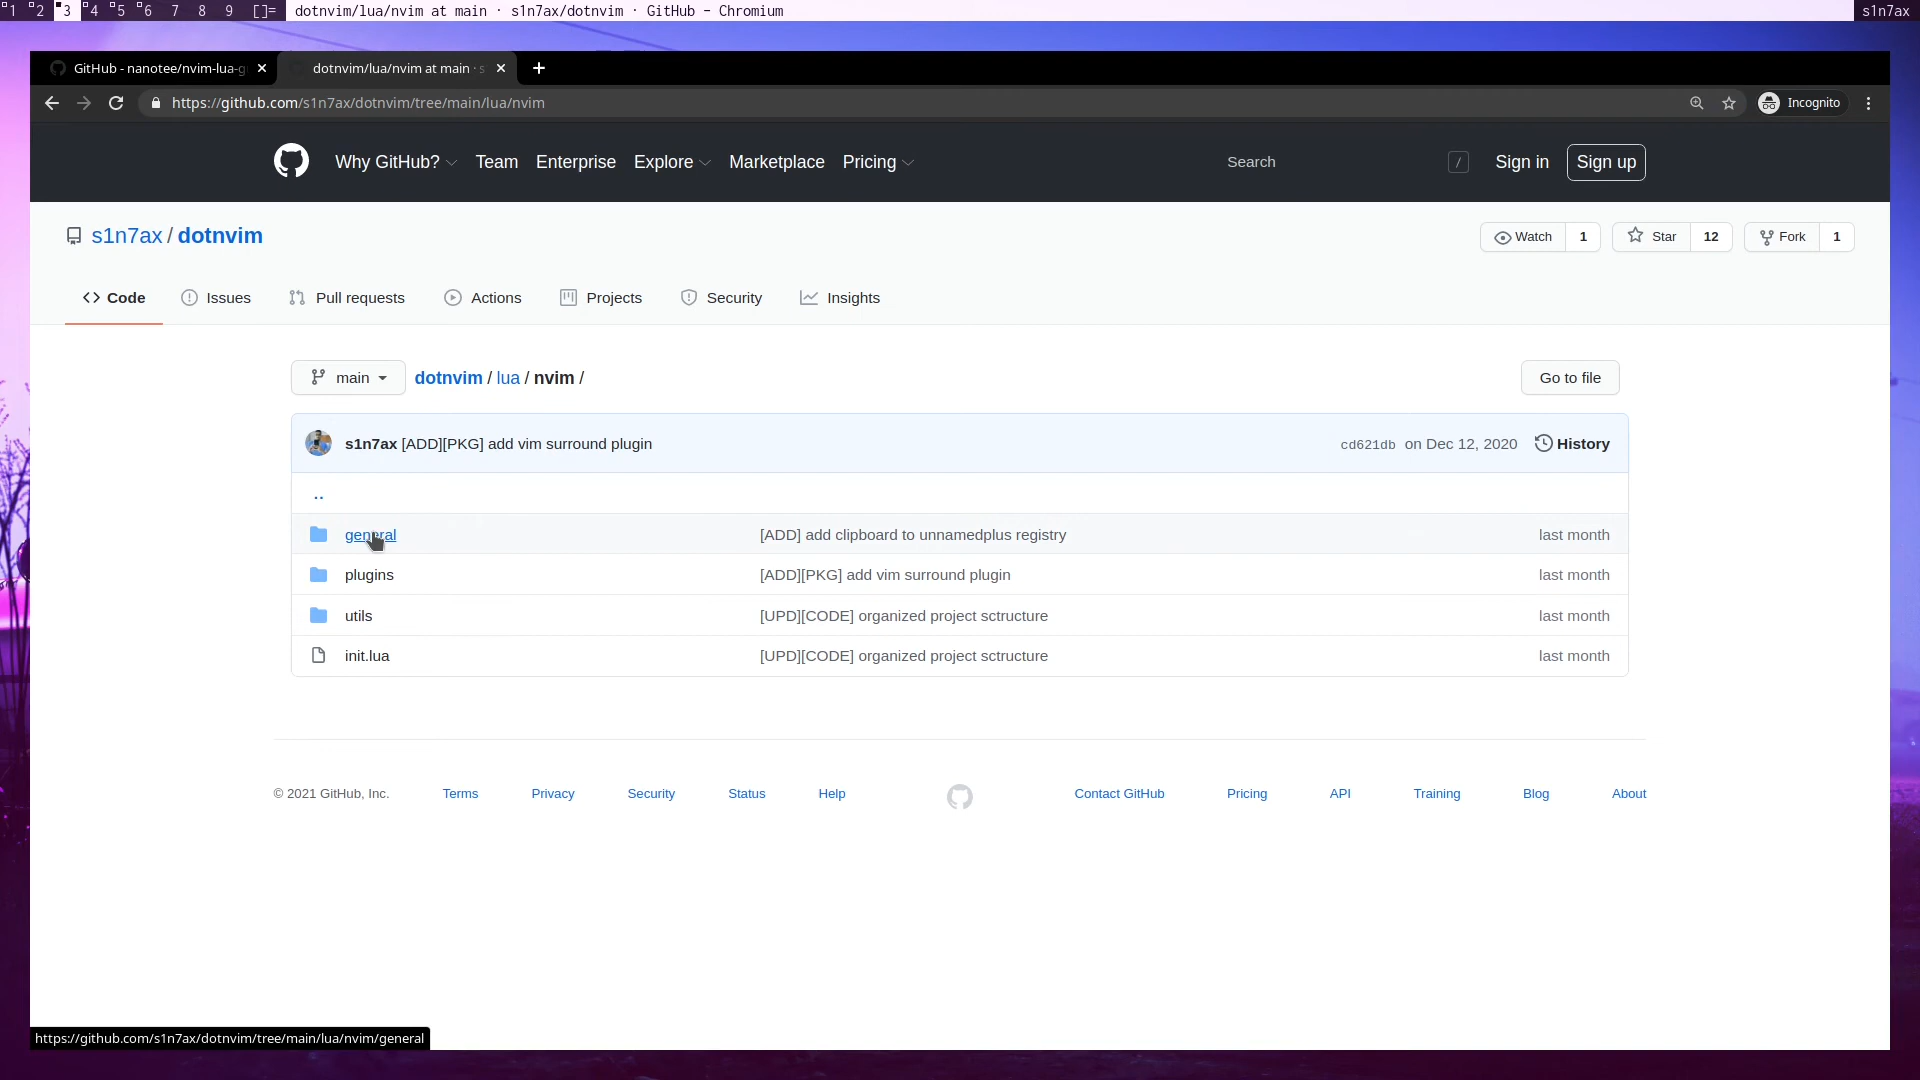 1 2 3 4 5 6 7 8 9 []= dotnvim/lua/nvim at main · s1n7ax/dotnvim · GitHub - Chromium s1n7ax
GitHub - nanotee/nvim-lua-g dotnvim/lua/nvim at main · s
https://github.com/s1n7ax/dotnvim/tree/main/lua/nvim Incognito
Why GitHub? Team Enterprise Explore Marketplace Pricing Search / Sign in Sign up
s1n7ax / dotnvim Watch 1 Star 12 Fork 1
Code Issues Pull requests Actions Projects Security Insights
main dotnvim / lua / nvim / Go to file
s1n7ax [ADD][PKG] add vim surround plugin cd621db on Dec 12, 2020 History
..
general [ADD] add clipboard to unnamedplus registry last month
plugins [ADD][PKG] add vim surround plugin last month
utils [UPD][CODE] organized project sctructure last month
init.lua [UPD][CODE] organized project sctructure last month
© 2021 GitHub, Inc. Terms Privacy Security Status Help Contact GitHub Pricing API Training Blog About
https://github.com/s1n7ax/dotnvim/tree/main/lua/nvim/general